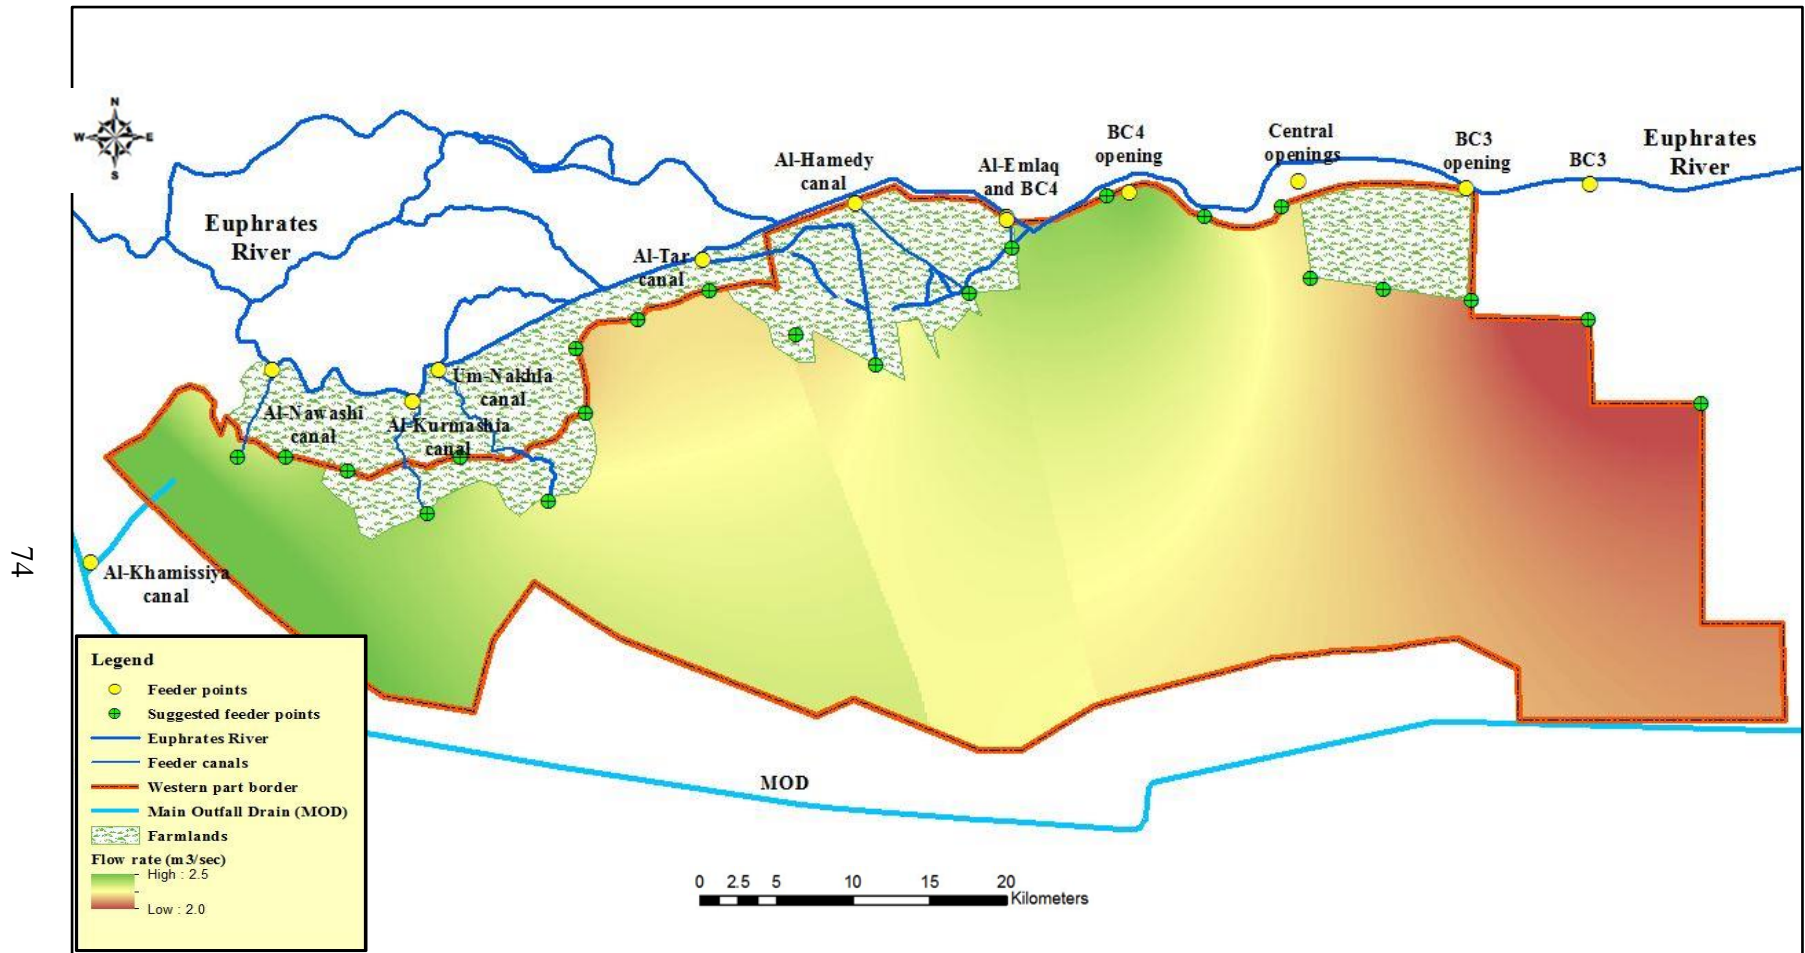 N
W
E
S
Euphrates
River
Al-Tar
canal
Al-Hamedy
canal
Al-Emlaq
and BC4
BC4
opening
Central
openings
BC3
opening
BC3
Euphrates
River
Um-Nakhla
canal
Al-Nawashi
canal
Al-Kurmashia
canal
Al-Khamissiya
canal
74
MOD
Legend
Feeder points
Suggested feeder points
Euphrates River
Feeder canals
Western part border
Main Outfall Drain (MOD)
Farmlands
Flow rate (m3/sec)
High : 2.5
Low : 2.0
0 2.5 5 10 15 20
Kilometers